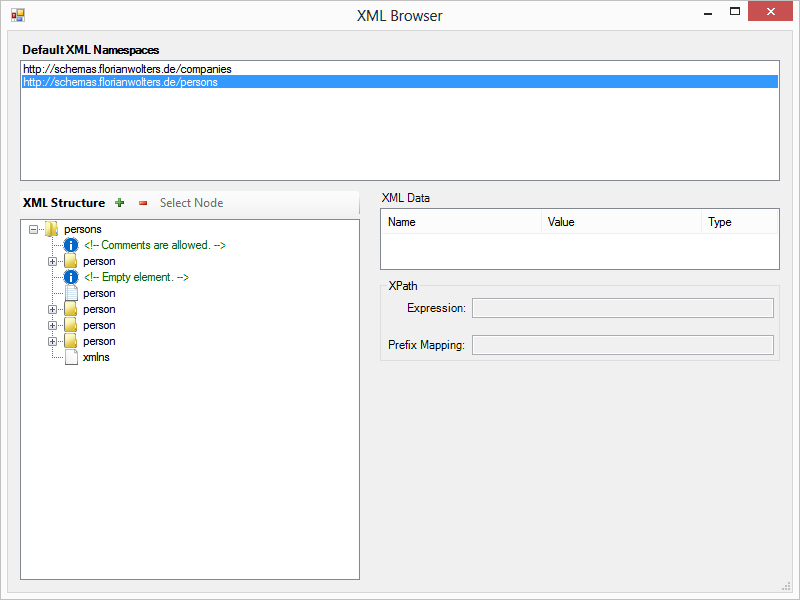 XML Browser
Default XML Namespaces
http://schemas.florianwolters.de/companies
http://schemas.florianwolters.de/persons
XML Structure Select Node
persons
<!-- Comments are allowed. -->
person
<!-- Empty element. -->
person
person
person
person
xmlns
XML Data
Name Value Type
XPath
Expression:
Prefix Mapping: